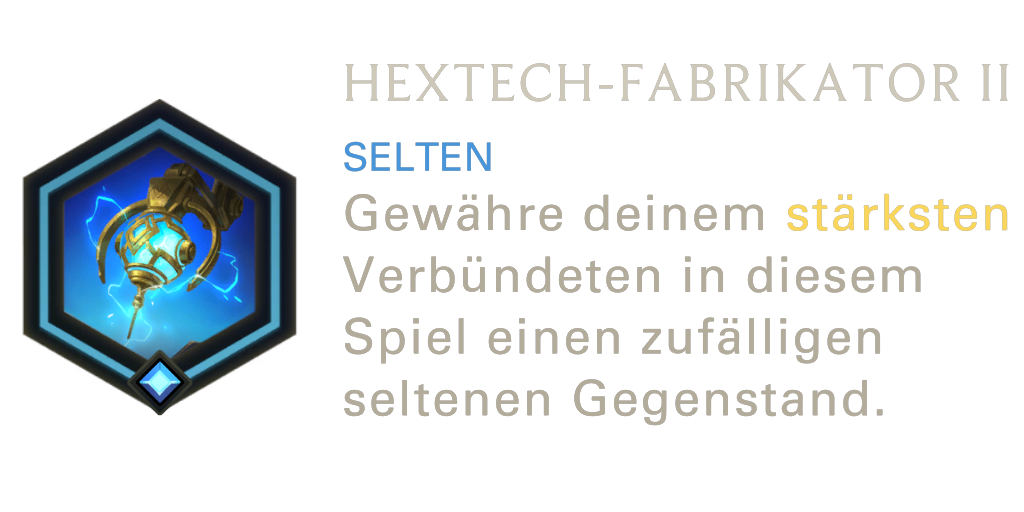 HEXTECH-FABRIKATOR II
SELTEN
Gewähre deinem stärksten
Verbündeten in diesem
Spiel einen zufälligen
seltenen Gegenstand.